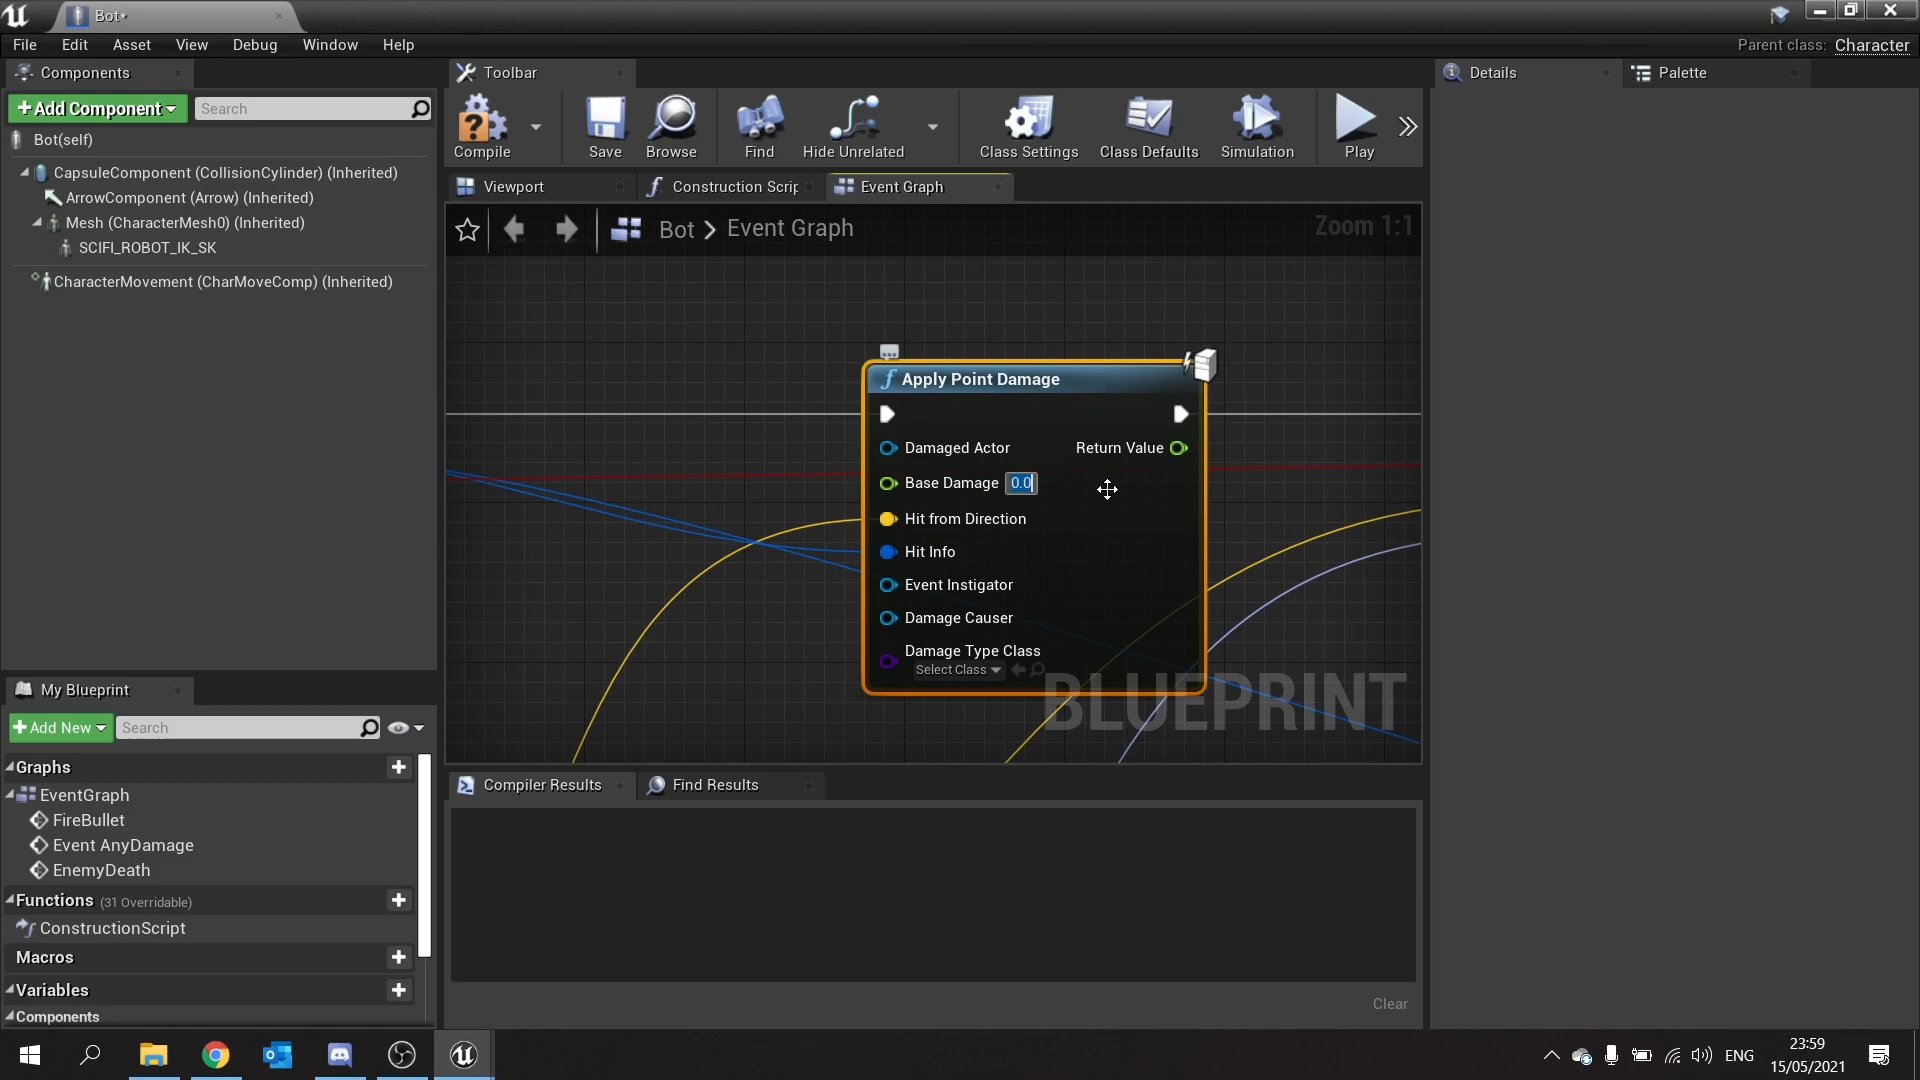 Bot*
File Edit Asset View Debug Window Help
Parent class: Character
Components
Toolbar
Details
Palette
+Add Component
Search
Bot(self)
CapsuleComponent (CollisionCylinder) (Inherited)
ArrowComponent (Arrow) (Inherited)
Mesh (CharacterMesh0) (Inherited)
SCIFI_ROBOT_IK_SK
CharacterMovement (CharMoveComp) (Inherited)
Compile
Save
Browse
Find
Hide Unrelated
Class Settings
Class Defaults
Simulation
Play
Viewport
Construction Scrip
Event Graph
Bot > Event Graph
Zoom 1:1
Apply Point Damage
Damaged Actor
Return Value
Base Damage 0.0
Hit from Direction
Hit Info
Event Instigator
Damage Causer
Damage Type Class
Select Class
BLUEPRINT
My Blueprint
+Add New
Search
Graphs
EventGraph
FireBullet
Event AnyDamage
EnemyDeath
Functions (31 Overridable)
ConstructionScript
Macros
Variables
Components
Compiler Results
Find Results
Clear
ENG
23:59
15/05/2021